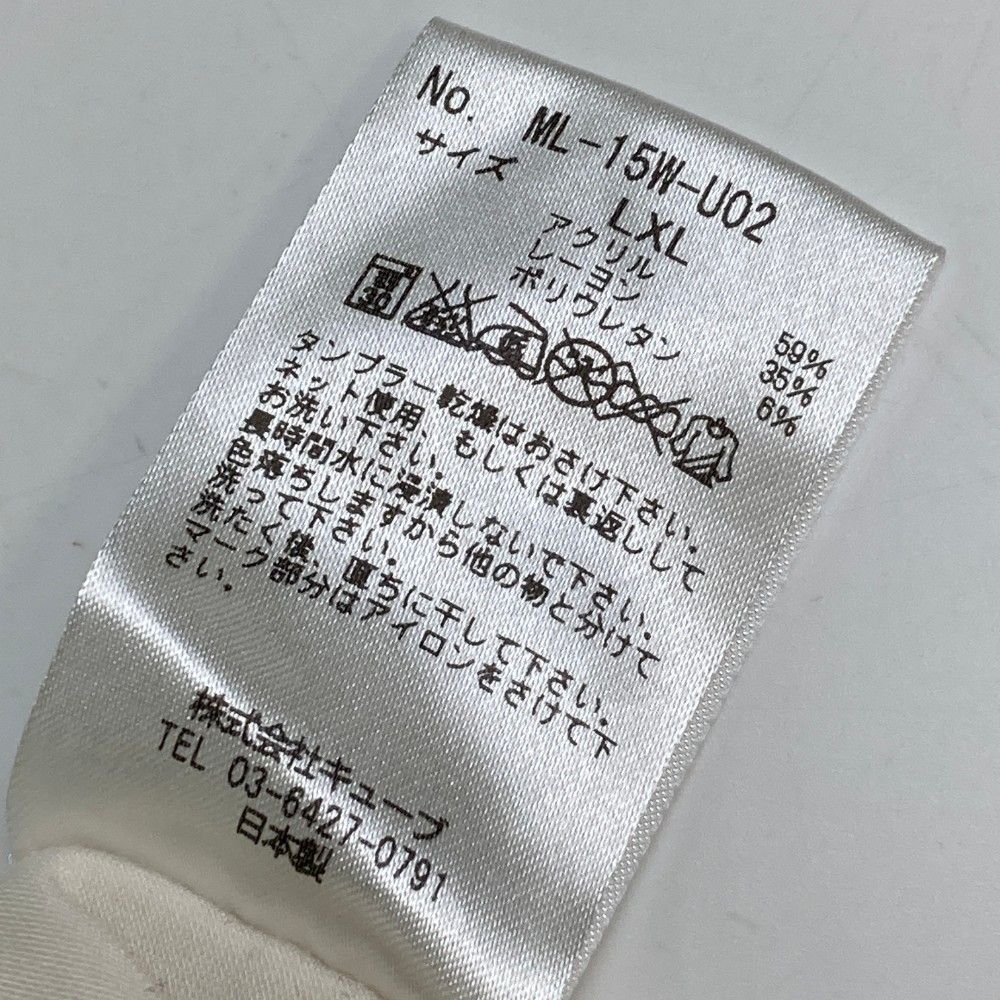 No. ML-15W-U02
サイズ LXL
アクリル 59%
レーヨン 35%
ポリウレタン 6%
タンブラー乾燥はおさけ下さい.
ネット使用, もしくは裏返しして
お洗い下さい.
長時間水に浸漬しないで下さい.
色落ちしますから他の物と分けて
洗って下さい.
洗たく後, 直ちに干して下さい.
マーク部分はアイロンをさけて下
さい.
株式会社キューブ
TEL 03-6427-0791
日本製